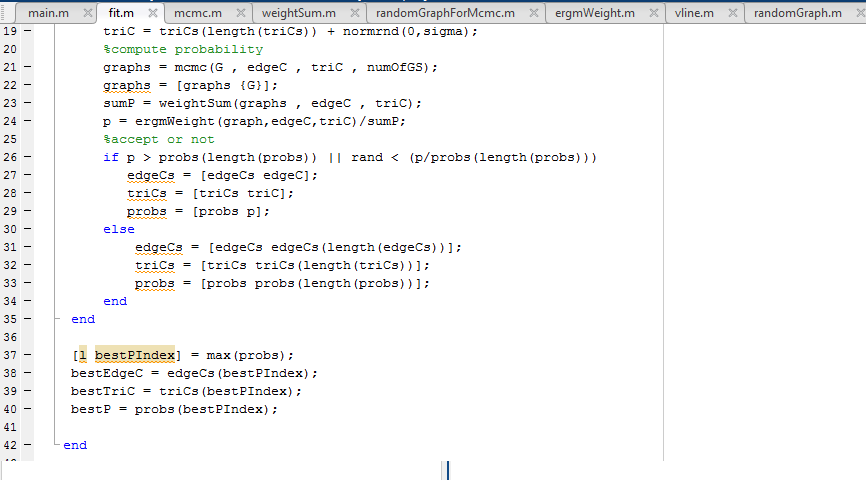 main.m fit.m mcmc.m weightSum.m randomGraphForMcmc.m ergmWeight.m vline.m randomGraph.m
19 – triC = triCs(length(triCs)) + normrnd(0,sigma);
20 %compute probability
21 – graphs = mcmc(G , edgeC , triC , numOfGS);
22 – graphs = [graphs {G}];
23 – sumP = weightSum(graphs , edgeC , triC);
24 – p = ergmWeight(graph,edgeC,triC)/sumP;
25 %accept or not
26 – if p > probs(length(probs)) || rand < (p/probs(length(probs)))
27 – edgeCs = [edgeCs edgeC];
28 – triCs = [triCs triC];
29 – probs = [probs p];
30 – else
31 – edgeCs = [edgeCs edgeCs(length(edgeCs))];
32 – triCs = [triCs triCs(length(triCs))];
33 – probs = [probs probs(length(probs))];
34 – end
35 – end
36
37 – [l bestPIndex] = max(probs);
38 – bestEdgeC = edgeCs(bestPIndex);
39 – bestTriC = triCs(bestPIndex);
40 – bestP = probs(bestPIndex);
41
42 – end